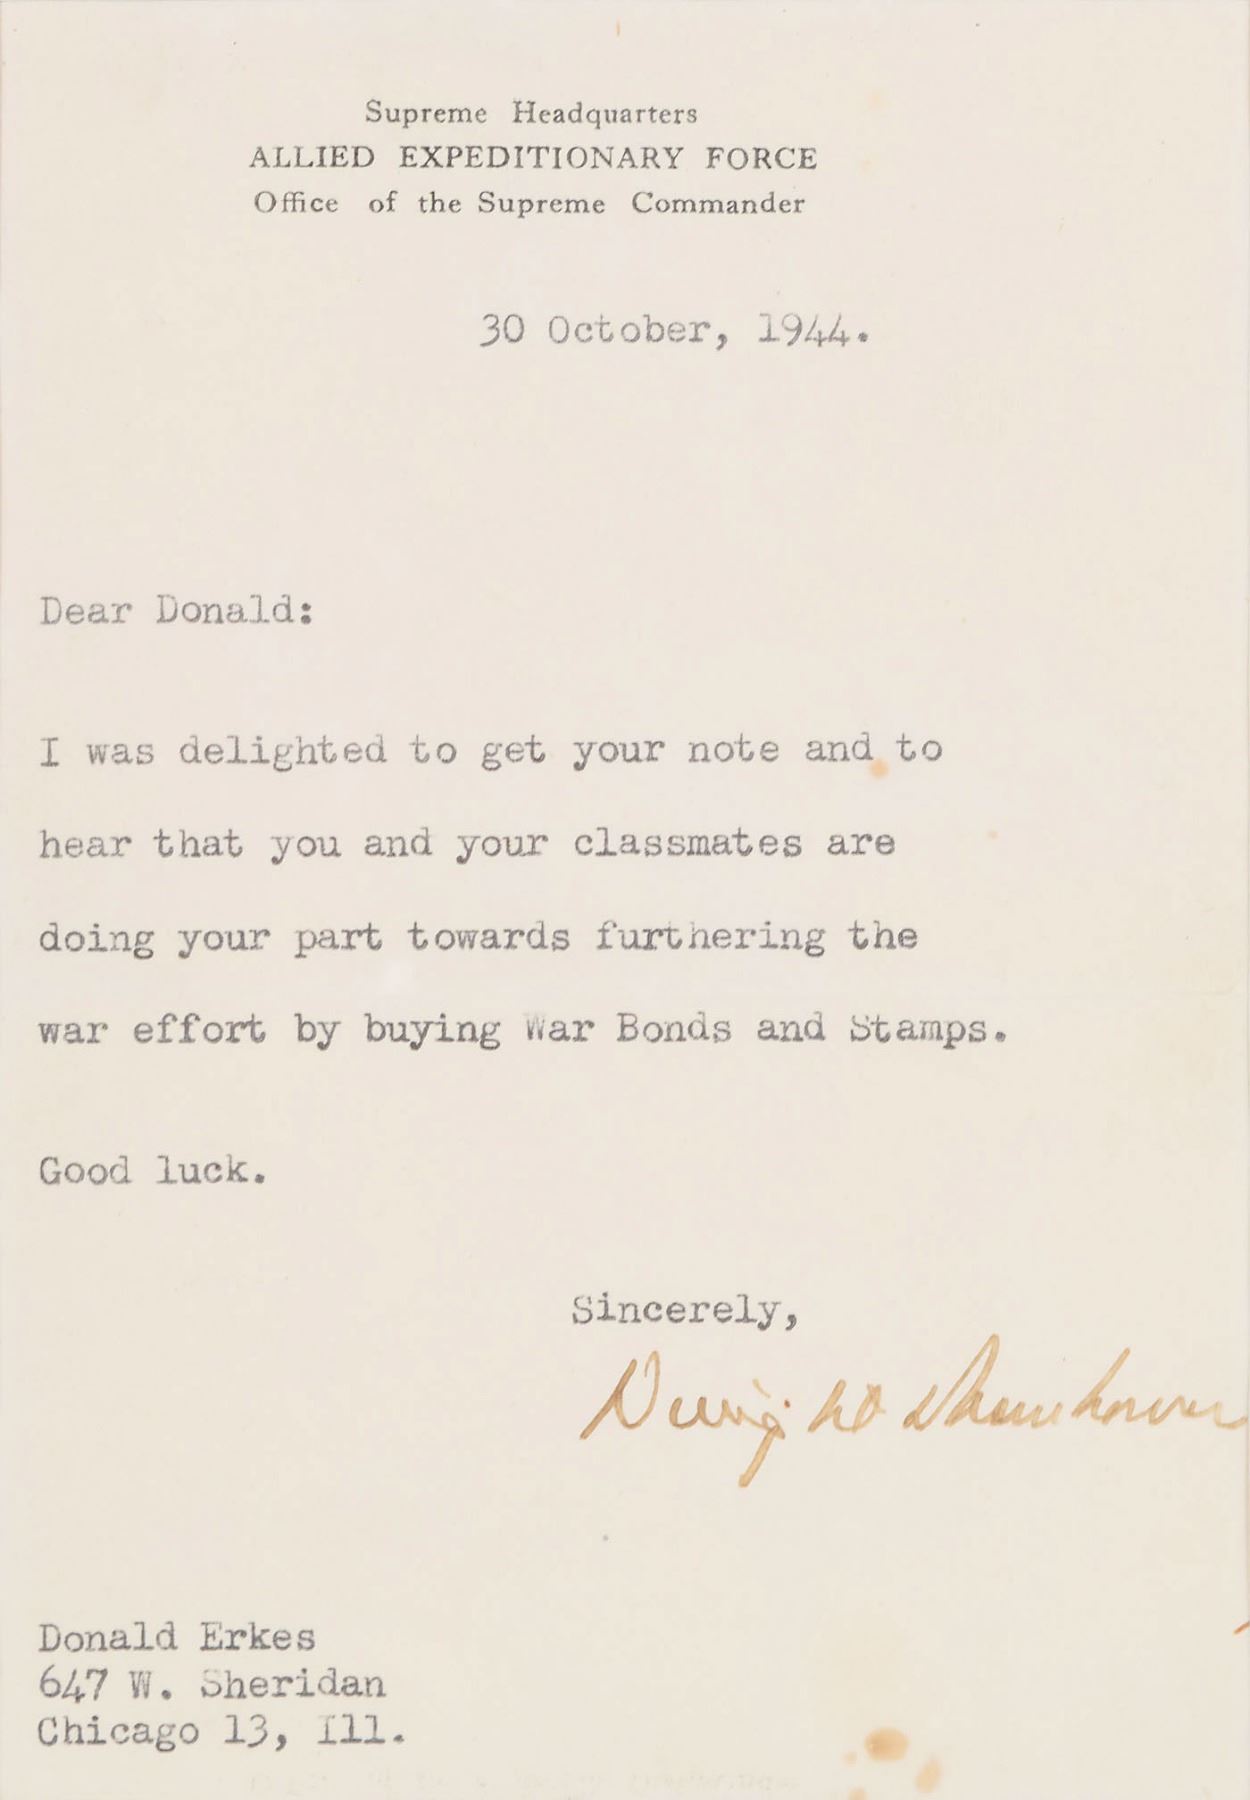 Supreme Headquarters
ALLIED EXPEDITIONARY FORCE
Office of the Supreme Commander
30 October, 1944.
Dear Donald:
I was delighted to get your note and to
hear that you and your classmates are
doing your part towards furthering the
war effort by buying War Bonds and Stamps.
Good luck.
Sincerely,
Dwight D Eisenhower
Donald Erkes
647 W. Sheridan
Chicago 13, Ill.